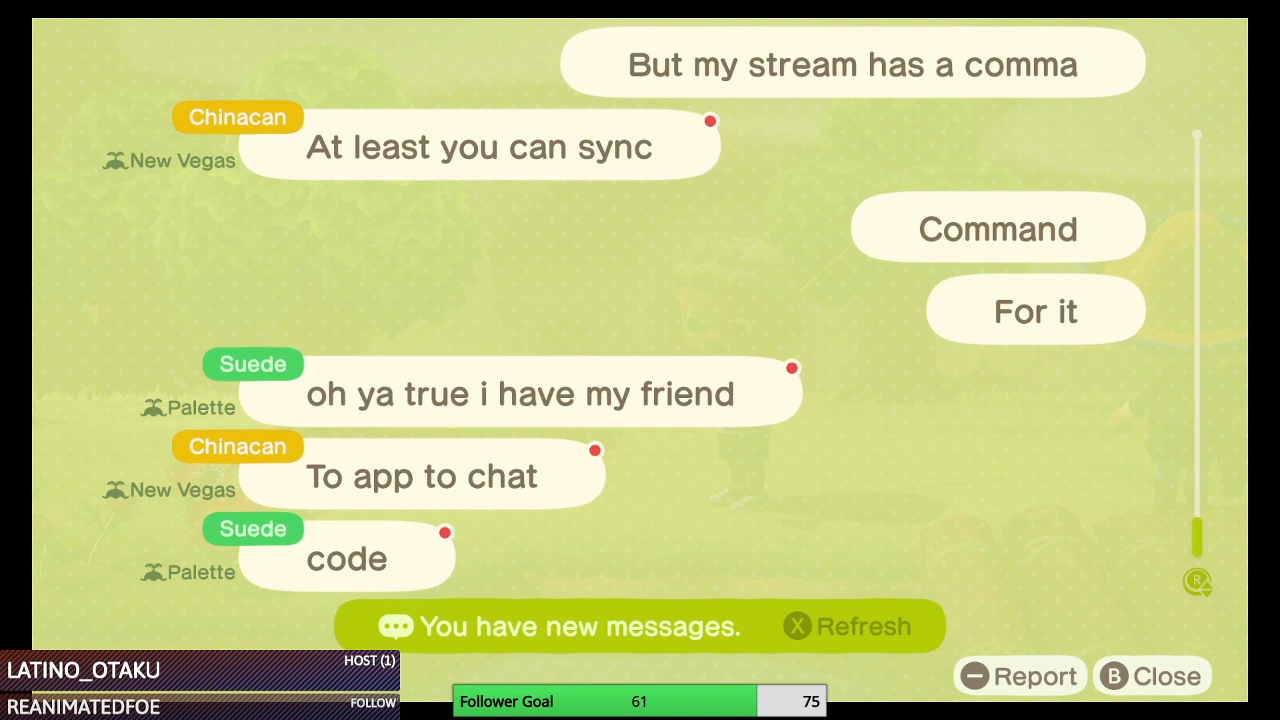 But my stream has a comma
Chinacan
At least you can sync
New Vegas
Command
For it
Suede
oh ya true i have my friend
Palette
Chinacan
To app to chat
New Vegas
Suede
code
Palette
R
You have new messages. X Refresh
LATINO_OTAKU HOST (1)
REANIMATEDFOE FOLLOW
Follower Goal 61 75
Report B Close